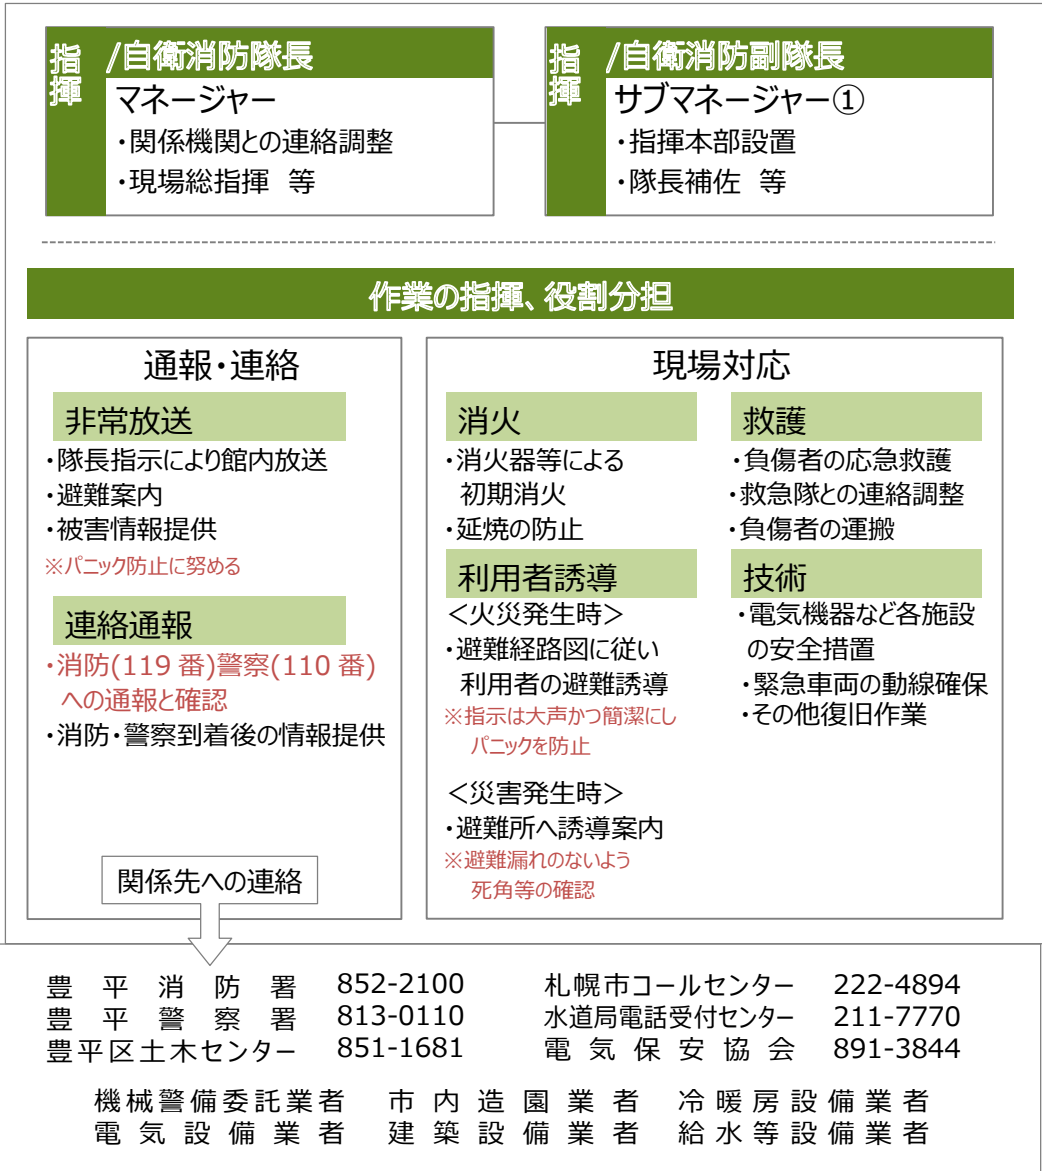 指揮
/自衛消防隊長
マネージャー
・関係機関との連絡調整
・現場総指揮 等
指揮
/自衛消防副隊長
サブマネージャー①
・指揮本部設置
・隊長補佐 等
作業の指揮、役割分担
通報・連絡
非常放送
・隊長指示により館内放送
・避難案内
・被害情報提供
※パニック防止に努める
連絡通報
・消防(119 番)警察(110 番)
への通報と確認
・消防・警察到着後の情報提供
関係先への連絡
現場対応
消火
・消火器等による
初期消火
・延焼の防止
救護
・負傷者の応急救護
・救急隊との連絡調整
・負傷者の運搬
利用者誘導
<火災発生時>
・避難経路図に従い
利用者の避難誘導
※指示は大声かつ簡潔にし
パニックを防止
<災害発生時>
・避難所へ誘導案内
※避難漏れのないよう
死角等の確認
技術
・電気機器など各施設
の安全措置
・緊急車両の動線確保
・その他復旧作業
豊平消防署 852-2100 札幌市コールセンター 222-4894
豊平警察署 813-0110 水道局電話受付センター 211-7770
豊平区土木センター 851-1681 電気保安協会 891-3844
機械警備委託業者 市内造園業者 冷暖房設備業者
電気設備業者 建築設備業者 給水等設備業者